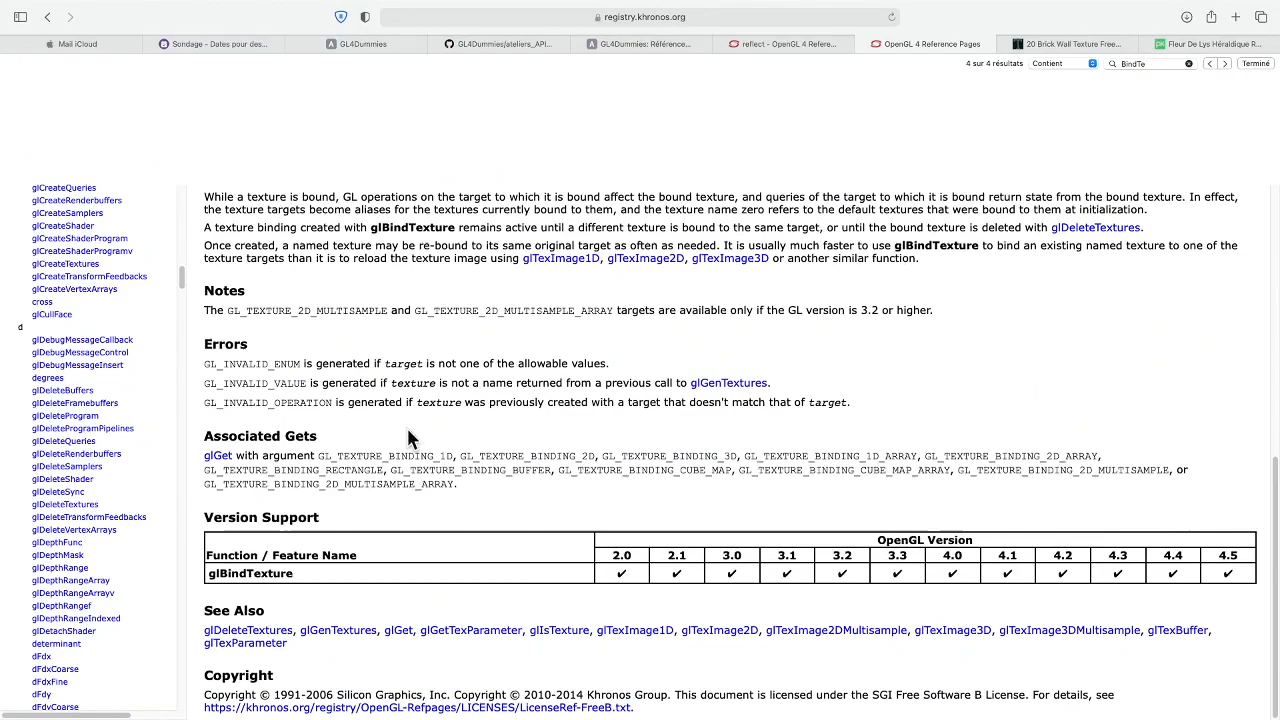 registry.khronos.org
Mail iCloud
Sondage - Dates pour des...
GL4Dummies
GL4Dummies/ateliers_API...
GL4Dummies: Référence...
reflect - OpenGL 4 Refere...
OpenGL 4 Reference Pages
20 Brick Wall Texture Free...
Fleur De Lys Héraldique R...
4 sur 4 résultats
Contient
BindTe
Terminé
glCreateQueries
glCreateRenderbuffers
glCreateSamplers
glCreateShader
glCreateShaderProgram
glCreateShaderProgramv
glCreateTextures
glCreateTransformFeedbacks
glCreateVertexArrays
cross
glCullFace
d
glDebugMessageCallback
glDebugMessageControl
glDebugMessageInsert
degrees
glDeleteBuffers
glDeleteFramebuffers
glDeleteProgram
glDeleteProgramPipelines
glDeleteQueries
glDeleteRenderbuffers
glDeleteSamplers
glDeleteShader
glDeleteSync
glDeleteTextures
glDeleteTransformFeedbacks
glDeleteVertexArrays
glDepthFunc
glDepthMask
glDepthRange
glDepthRangeArray
glDepthRangeArrayv
glDepthRangef
glDepthRangeIndexed
glDetachShader
determinant
dFdx
dFdxCoarse
dFdxFine
dFdy
dFdyCoarse
While a texture is bound, GL operations on the target to which it is bound affect the bound texture, and queries of the target to which it is bound return state from the bound texture. In effect,
the texture targets become aliases for the textures currently bound to them, and the texture name zero refers to the default textures that were bound to them at initialization.
A texture binding created with glBindTexture remains active until a different texture is bound to the same target, or until the bound texture is deleted with glDeleteTextures.
Once created, a named texture may be re-bound to its same original target as often as needed. It is usually much faster to use glBindTexture to bind an existing named texture to one of the
texture targets than it is to reload the texture image using glTexImage1D, glTexImage2D, glTexImage3D or another similar function.
Notes
The GL_TEXTURE_2D_MULTISAMPLE and GL_TEXTURE_2D_MULTISAMPLE_ARRAY targets are available only if the GL version is 3.2 or higher.
Errors
GL_INVALID_ENUM is generated if target is not one of the allowable values.
GL_INVALID_VALUE is generated if texture is not a name returned from a previous call to glGenTextures.
GL_INVALID_OPERATION is generated if texture was previously created with a target that doesn't match that of target.
Associated Gets
glGet with argument GL_TEXTURE_BINDING_1D, GL_TEXTURE_BINDING_2D, GL_TEXTURE_BINDING_3D, GL_TEXTURE_BINDING_1D_ARRAY, GL_TEXTURE_BINDING_2D_ARRAY,
GL_TEXTURE_BINDING_RECTANGLE, GL_TEXTURE_BINDING_BUFFER, GL_TEXTURE_BINDING_CUBE_MAP, GL_TEXTURE_BINDING_CUBE_MAP_ARRAY, GL_TEXTURE_BINDING_2D_MULTISAMPLE, or
GL_TEXTURE_BINDING_2D_MULTISAMPLE_ARRAY.
Version Support
OpenGL Version
Function / Feature Name 2.0 2.1 3.0 3.1 3.2 3.3 4.0 4.1 4.2 4.3 4.4 4.5
glBindTexture ✔ ✔ ✔ ✔ ✔ ✔ ✔ ✔ ✔ ✔ ✔ ✔
See Also
glDeleteTextures, glGenTextures, glGet, glGetTexParameter, glIsTexture, glTexImage1D, glTexImage2D, glTexImage2DMultisample, glTexImage3D, glTexImage3DMultisample, glTexBuffer,
glTexParameter
Copyright
Copyright © 1991-2006 Silicon Graphics, Inc. Copyright © 2010-2014 Khronos Group. This document is licensed under the SGI Free Software B License. For details, see
https://khronos.org/registry/OpenGL-Refpages/LICENSES/LicenseRef-FreeB.txt.